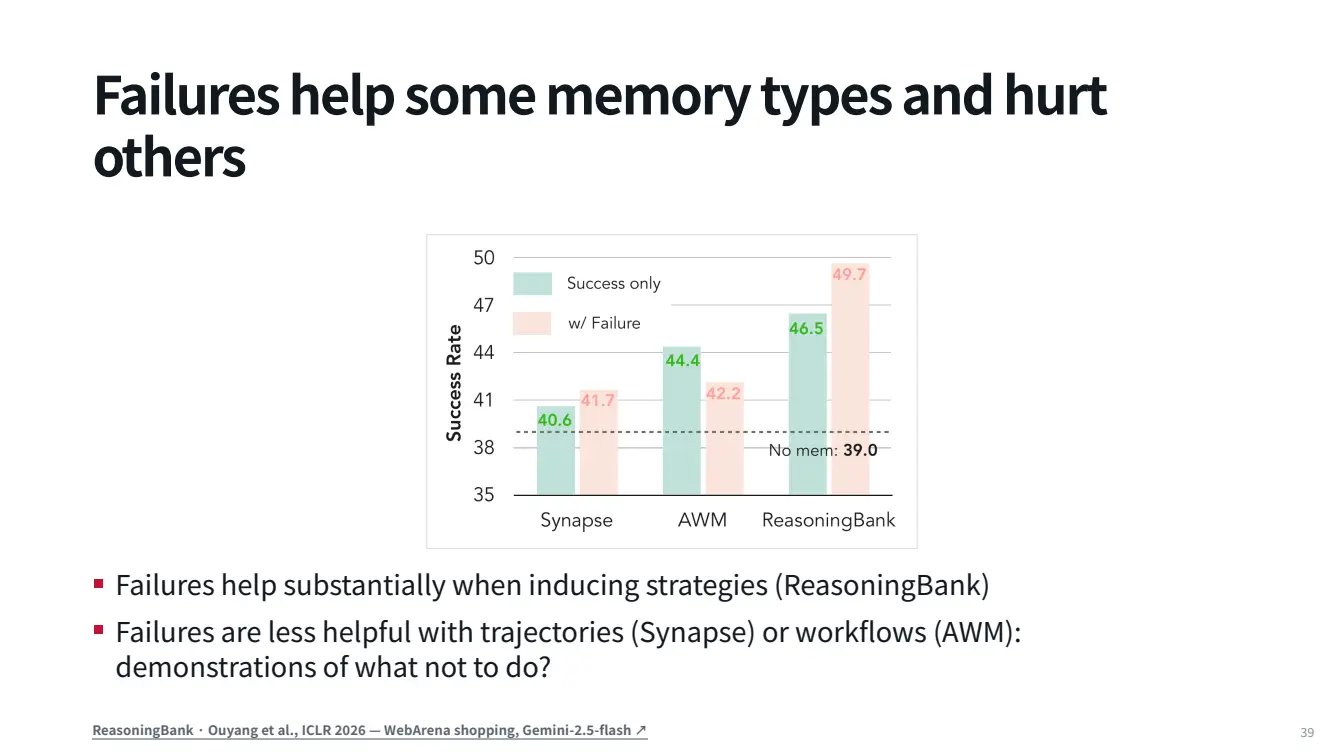 Failures help some memory types and hurt
others
50
47
44
41
38
35
Success Rate
Success only
w/ Failure
40.6
41.7
44.4
42.2
46.5
49.7
No mem: 39.0
Synapse
AWM
ReasoningBank
Failures help substantially when inducing strategies (ReasoningBank)
Failures are less helpful with trajectories (Synapse) or workflows (AWM):
demonstrations of what not to do?
ReasoningBank · Ouyang et al., ICLR 2026 — WebArena shopping, Gemini-2.5-flash ↗
39